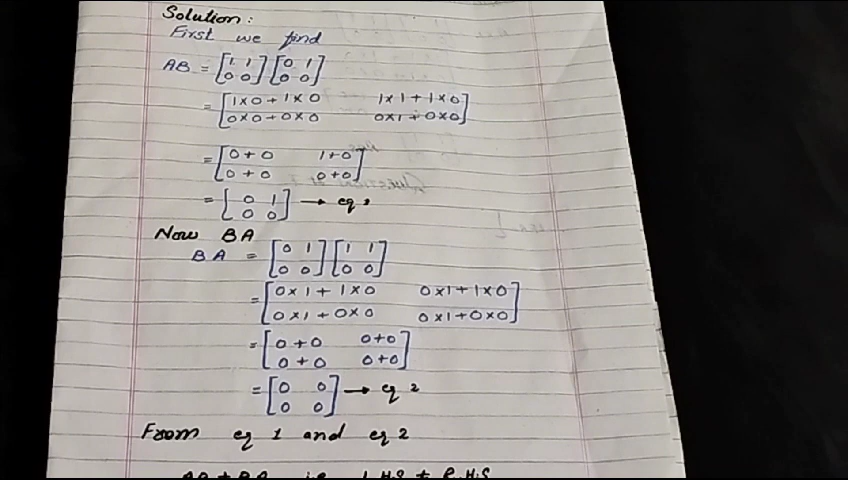 Solution:
First we find
AB = [1 1 0 0] [0 1 0 0]
= [1×0+1×0 1×1+1×0
0×0+0×0 0×1+0×0]
= [0+0 1+0
0+0 0+0]
= [0 1
0 0] → eq
Now BA
BA = [0 1 0 0] [1 1 0 0]
= [0×1+1×0 0×1+1×0
0×1+0×0 0×1+0×0]
= [0+0 0+0
0+0 0+0]
= [0 0
0 0] → eq 2
From eq 1 and eq 2